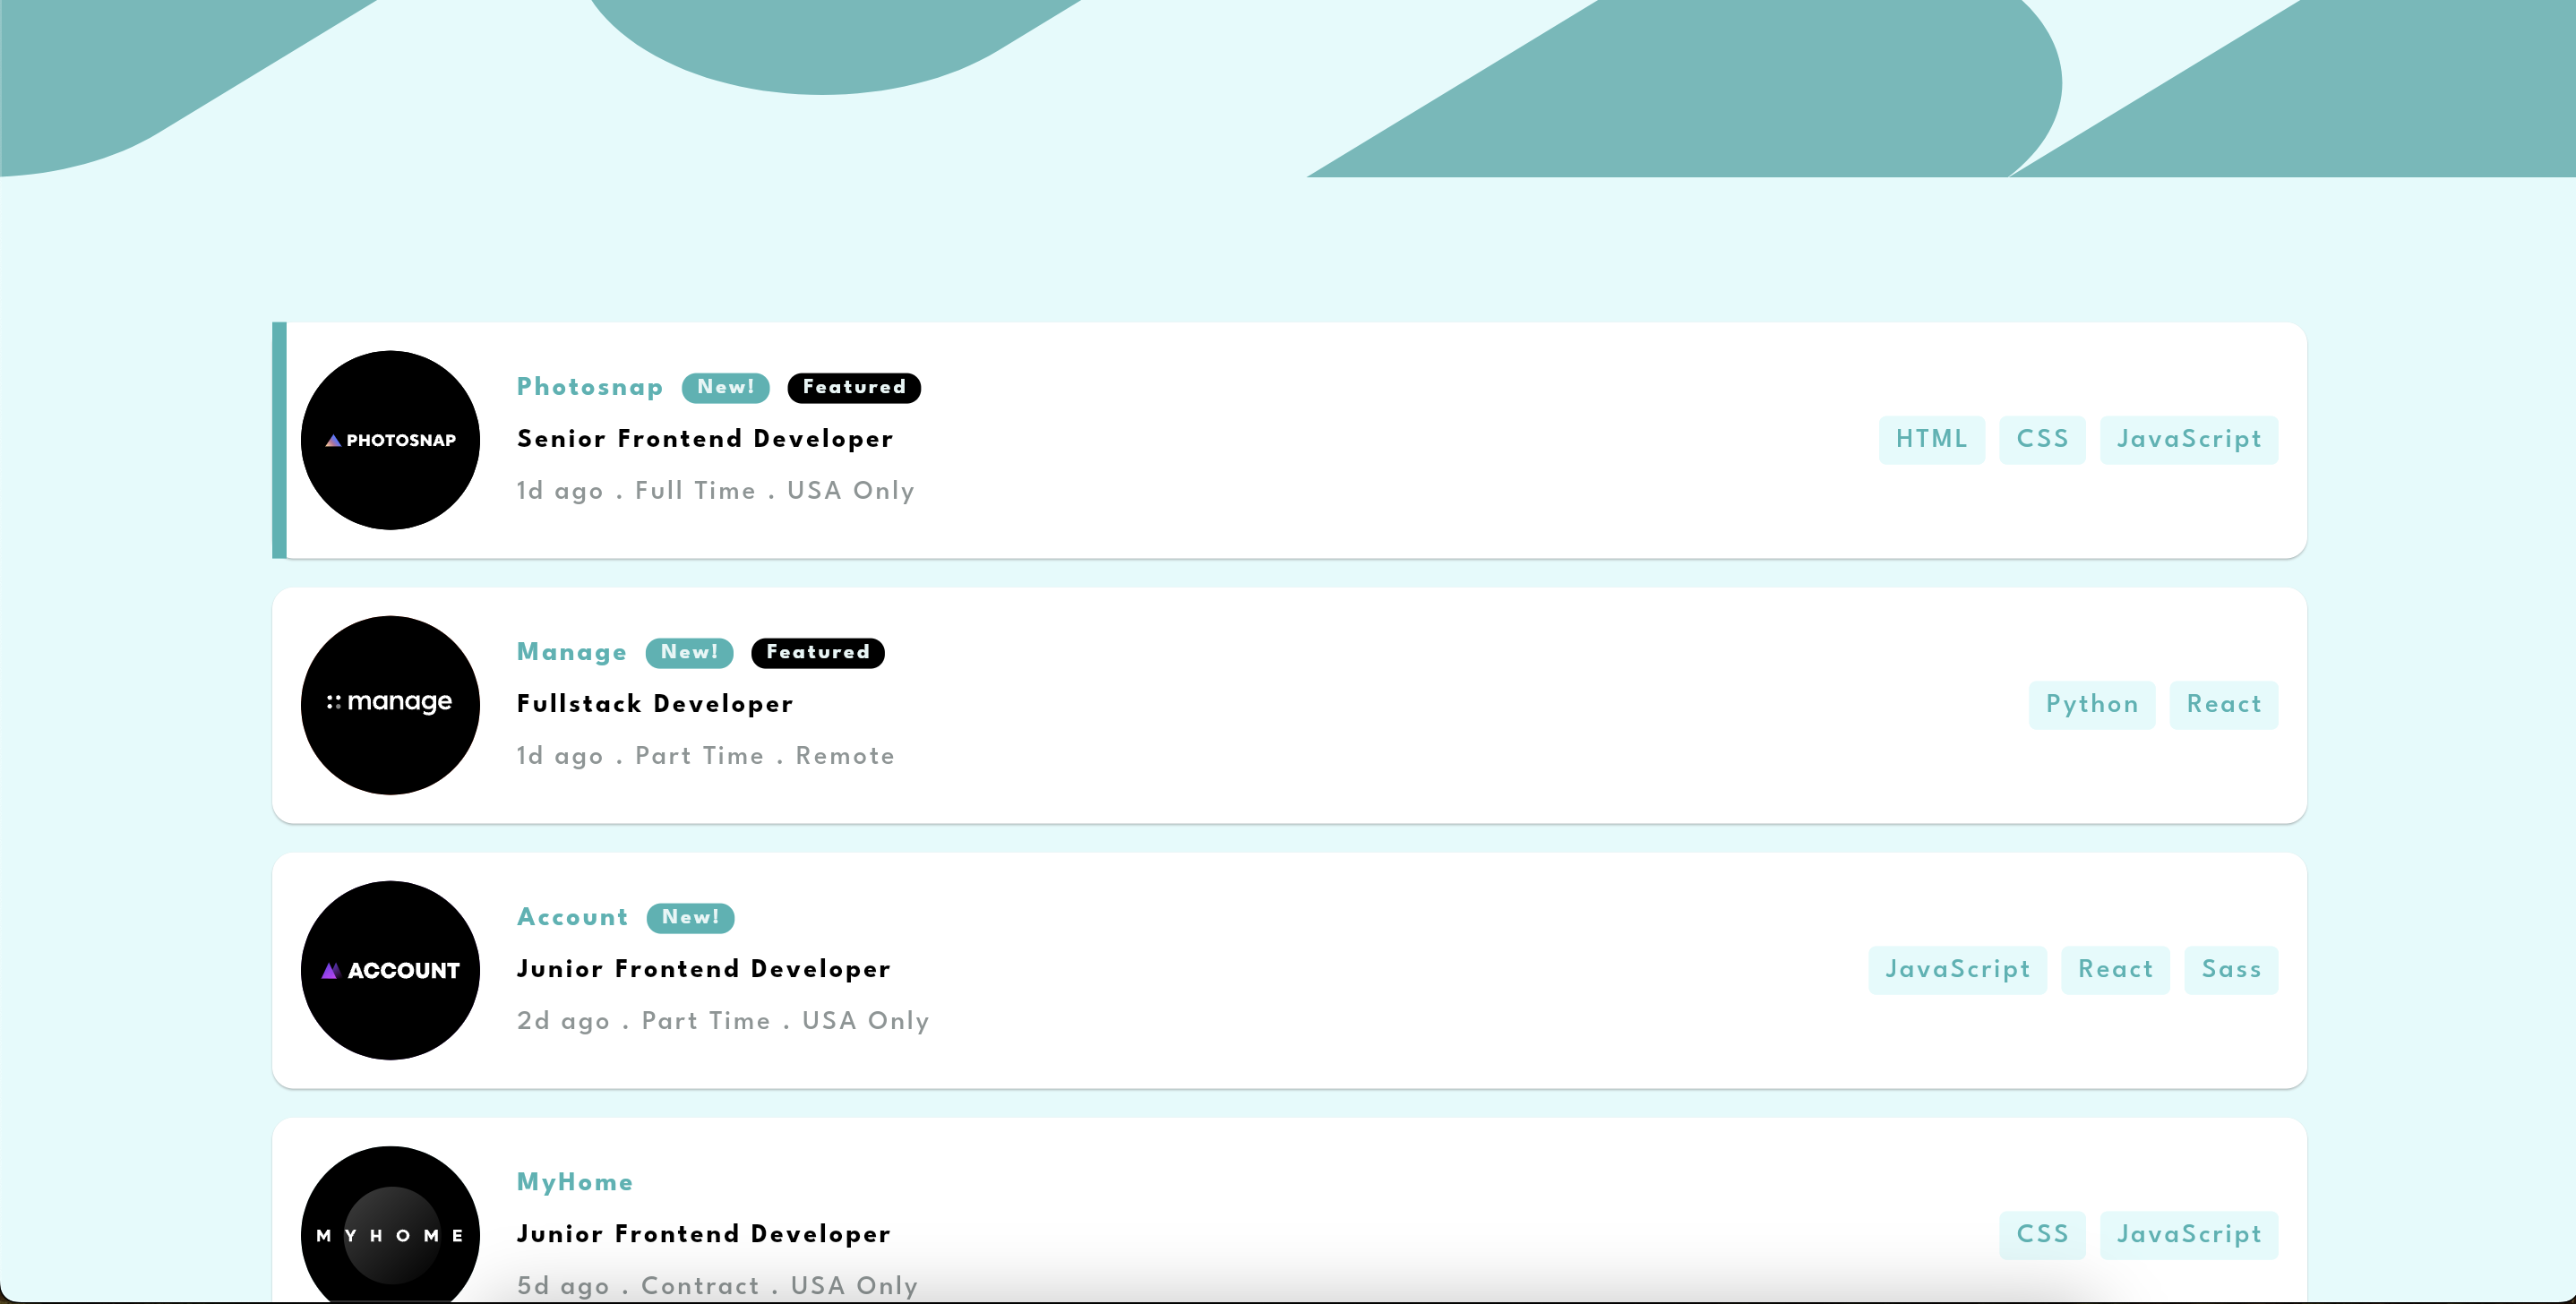 PHOTOSNAP
Photosnap New! Featured
Senior Frontend Developer
1d ago . Full Time . USA Only
HTML CSS JavaScript
manage
Manage New! Featured
Fullstack Developer
1d ago . Part Time . Remote
Python React
ACCOUNT
Account New!
Junior Frontend Developer
2d ago . Part Time . USA Only
JavaScript React Sass
MYHOME
MyHome
Junior Frontend Developer
5d ago . Contract . USA Only
CSS JavaScript